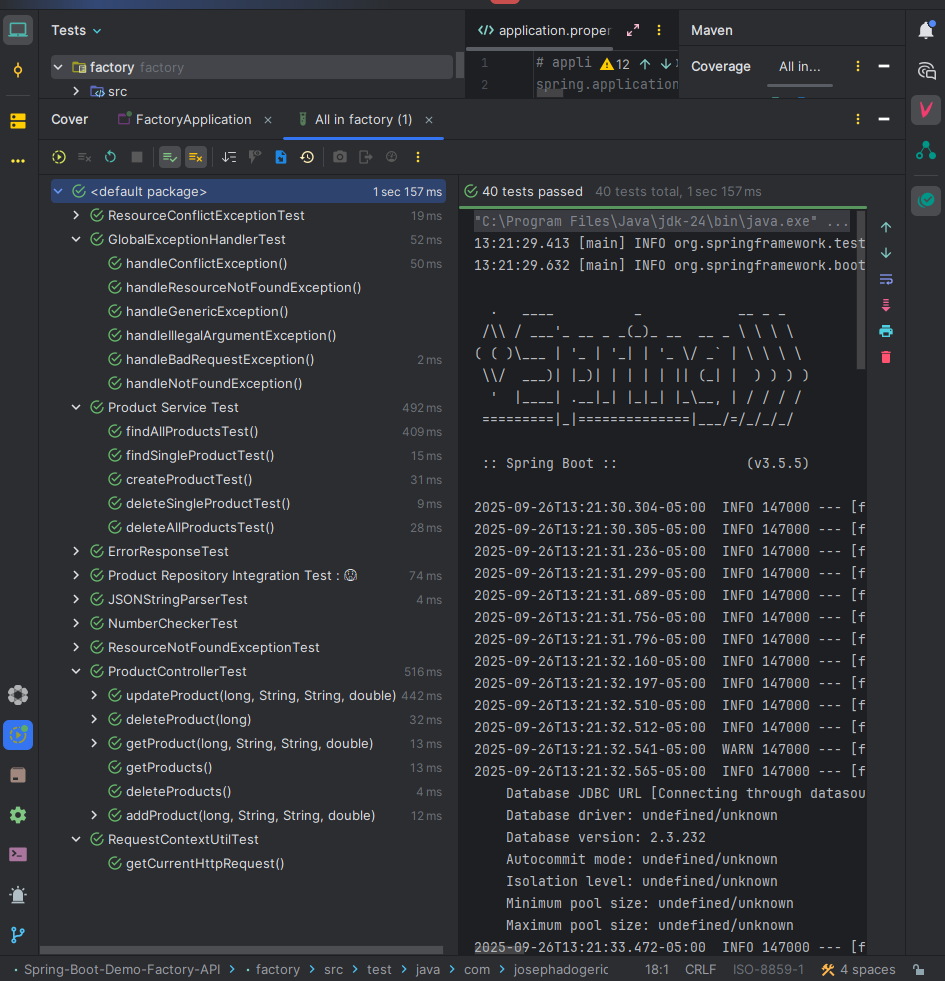 Tests
application.proper
Maven
factory factory
src
1 # appli 12
2 spring.application
Coverage All in...
Cover FactoryApplication × All in factory (1) ×
<default package> 1 sec 157 ms
ResourceConflictExceptionTest 19 ms
GlobalExceptionHandlerTest 52 ms
handleConflictException() 50 ms
handleResourceNotFoundException()
handleGenericException()
handleIllegalArgumentException()
handleBadRequestException() 2 ms
handleNotFoundException()
Product Service Test 492 ms
findAllProductsTest() 409 ms
findSingleProductTest() 15 ms
createProductTest() 31 ms
deleteSingleProductTest() 9 ms
deleteAllProductsTest() 28 ms
ErrorResponseTest
Product Repository Integration Test : 74 ms
JSONStringParserTest 4 ms
NumberCheckerTest
ResourceNotFoundExceptionTest
ProductControllerTest 516 ms
updateProduct(long, String, String, double) 442 ms
deleteProduct(long) 32 ms
getProduct(long, String, String, double) 13 ms
getProducts() 13 ms
deleteProducts() 4 ms
addProduct(long, String, String, double) 12 ms
RequestContextUtilTest
getCurrentHttpRequest()
40 tests passed 40 tests total, 1 sec 157 ms
"C:\Program Files\Java\jdk-24\bin\java.exe" ...
13:21:29.413 [main] INFO org.springframework.test
13:21:29.632 [main] INFO org.springframework.boot
:: Spring Boot :: (v3.5.5)
2025-09-26T13:21:30.304-05:00 INFO 147000 --- [f
2025-09-26T13:21:30.305-05:00 INFO 147000 --- [f
2025-09-26T13:21:31.236-05:00 INFO 147000 --- [f
2025-09-26T13:21:31.299-05:00 INFO 147000 --- [f
2025-09-26T13:21:31.689-05:00 INFO 147000 --- [f
2025-09-26T13:21:31.756-05:00 INFO 147000 --- [f
2025-09-26T13:21:31.796-05:00 INFO 147000 --- [f
2025-09-26T13:21:32.160-05:00 INFO 147000 --- [f
2025-09-26T13:21:32.197-05:00 INFO 147000 --- [f
2025-09-26T13:21:32.510-05:00 INFO 147000 --- [f
2025-09-26T13:21:32.512-05:00 INFO 147000 --- [f
2025-09-26T13:21:32.541-05:00 WARN 147000 --- [f
2025-09-26T13:21:32.565-05:00 INFO 147000 --- [f
Database JDBC URL [Connecting through datasou
Database driver: undefined/unknown
Database version: 2.3.232
Autocommit mode: undefined/unknown
Isolation level: undefined/unknown
Minimum pool size: undefined/unknown
Maximum pool size: undefined/unknown
2025-09-26T13:21:33.472-05:00 INFO 147000 --- [f
Spring-Boot-Demo-Factory-API > factory > src > test > java > com > josephadogeric 18:1 CRLF ISO-8859-1 4 spaces